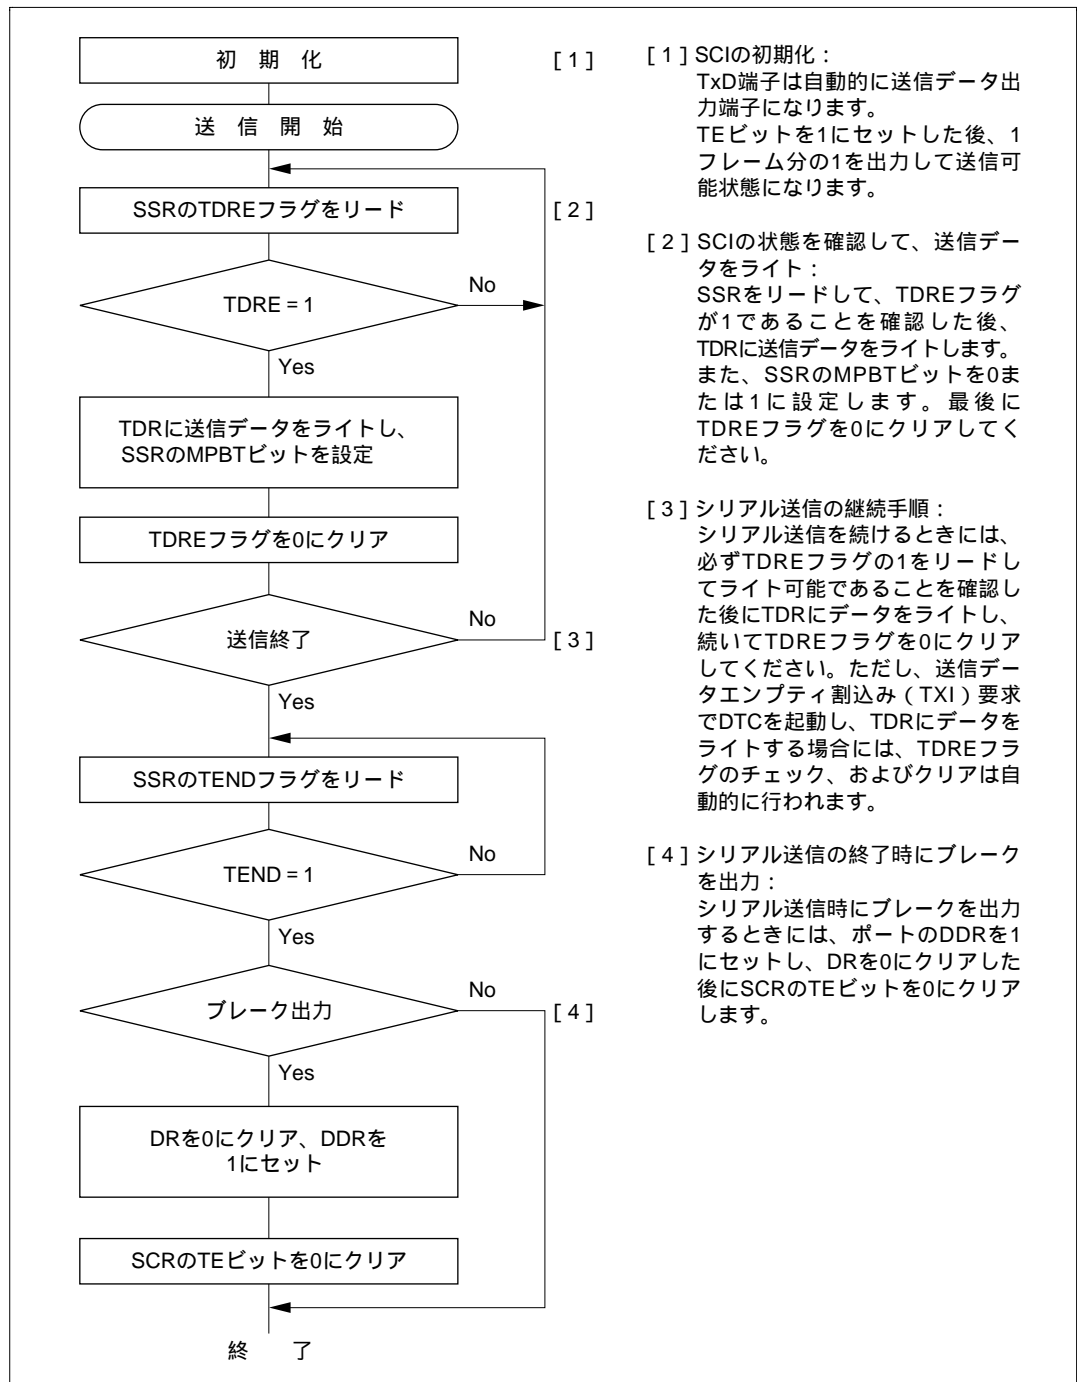 初 期 化
[1]
送 信 開 始
SSRのTDREフラグをリード
[2]
TDRE = 1
No
Yes
TDRに送信データをライトし、
SSRのMPBTビットを設定
TDREフラグを0にクリア
送信終了
No
[3]
Yes
SSRのTENDフラグをリード
TEND = 1
No
Yes
ブレーク出力
No
[4]
Yes
DRを0にクリア、DDRを
1にセット
SCRのTEビットを0にクリア
終 了
[1] SCIの初期化：
TxD端子は自動的に送信データ出
力端子になります。
TEビットを1にセットした後、1
フレーム分の1を出力して送信可
能状態になります。
[2] SCIの状態を確認して、送信デー
タをライト：
SSRをリードして、TDREフラグ
が1であることを確認した後、
TDRに送信データをライトします。
また、SSRのMPBTビットを0ま
たは1に設定します。最後に
TDREフラグを0にクリアしてく
ださい。
[3] シリアル送信の継続手順：
シリアル送信を続けるときには、
必ずTDREフラグの1をリードし
てライト可能であることを確認し
た後にTDRにデータをライトし、
続いてTDREフラグを0にクリア
してください。ただし、送信デー
タエンプティ割込み（TXI）要求
でDTCを起動し、TDRにデータを
ライトする場合には、TDREフラ
グのチェック、およびクリアは自
動的に行われます。
[4] シリアル送信の終了時にブレーク
を出力：
シリアル送信時にブレークを出力
するときには、ポートのDDRを1
にセットし、DRを0にクリアした
後にSCRのTEビットを0にクリア
します。